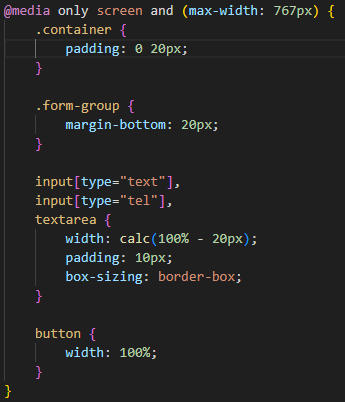 @media only screen and (max-width: 767px) {
    .container {
        padding: 0 20px;
    }

    .form-group {
        margin-bottom: 20px;
    }

    input[type="text"],
    input[type="tel"],
    textarea {
        width: calc(100% - 20px);
        padding: 10px;
        box-sizing: border-box;
    }

    button {
        width: 100%;
    }
}